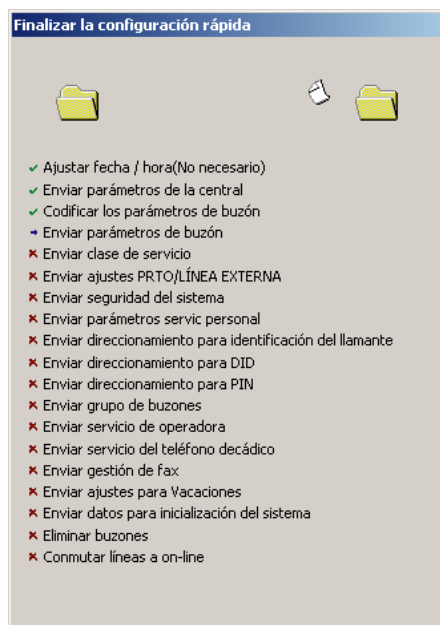 Finalizar la configuración rápida
Ajustar fecha / hora(No necesario)
Enviar parámetros de la central
Codificar los parámetros de buzón
Enviar parámetros de buzón
Enviar clase de servicio
Enviar ajustes PRTO/LÍNEA EXTERNA
Enviar seguridad del sistema
Enviar parámetros servic personal
Enviar direccionamiento para identificación del llamante
Enviar direccionamiento para DID
Enviar direccionamiento para PIN
Enviar grupo de buzones
Enviar servicio de operadora
Enviar servicio del teléfono decádico
Enviar gestión de fax
Enviar ajustes para Vacaciones
Enviar datos para inicialización del sistema
Eliminar buzones
Conmutar líneas a on-line